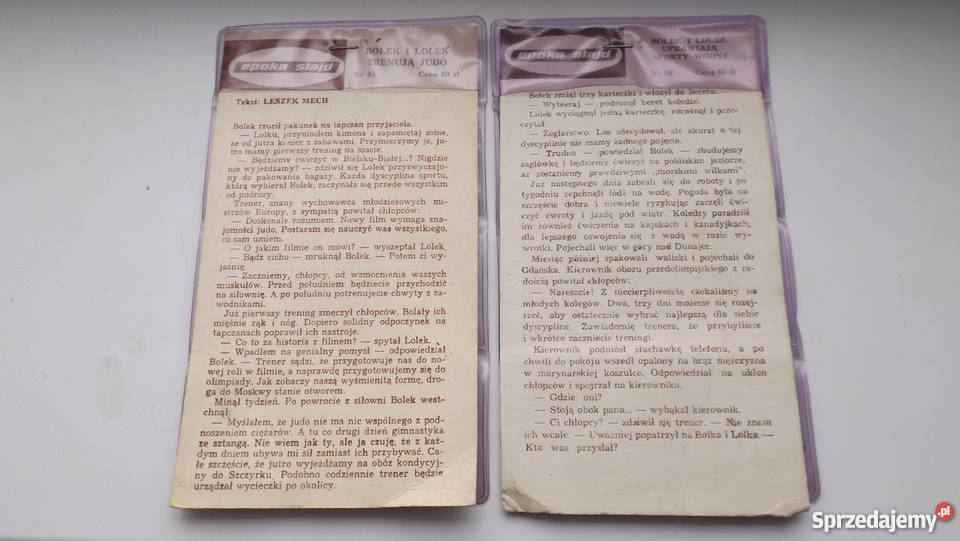 epoka slajd
BOLEK I LOLEK
TRENUJĄ JUDO
Nr 49 Cena 60 zł
Tekst: LESZEK MECH
Bolek rzucił pakunek na tapczan przyjaciela.
— Lolku, przyniosłem kimona i zapamiętaj sobie,
że od jutra koniec z zabawami. Przymierzymy je, ju-
tro mamy pierwszy trening na macie.
— Będziemy ćwiczyć w Bielsku-Białej...? Nigdzie
nie wyjeżdżamy? — zdziwił się Lolek przyzwyczajo-
ny do pakowania bagaży. Każda dyscyplina sportu,
którą wybierał Bolek, zaczynała się przede wszystkim
od podróży.
Trener, znany wychowawca młodzieżowych mi-
strzów Europy, z sympatią powitał chłopców:
— Doskonale rozumiem. Nowy film wymaga zna-
jomości judo. Postaram się nauczyć was wszystkiego,
co sam umiem.
— O jakim filmie on mówi? — wyszeptał Lolek.
— Bądź cicho — mruknął Bolek. — Potem ci wy-
jaśnię.
— Zaczniemy, chłopcy, od wzmocnienia waszych
muskułów. Przed południem będziecie przychodzić
na siłownię. A po południu potrenujecie chwyty z za-
wodnikami.
Już pierwszy trening zmęczył chłopców. Bolały ich
mięśnie rąk i nóg. Dopiero solidny odpoczynek na
tapczanach poprawił ich nastroje.
— Co to za historia z filmem? — spytał Lolek.
— Wpadłem na genialny pomysł — odpowiedział
Bolek. — Trener sądzi, że przygotowuje nas do no-
wej roli w filmie, a naprawdę przygotowujemy się do
olimpiady. Jak zobaczy naszą wyśmienitą formę, dro-
ga do Moskwy stanie otworem.
Minął tydzień. Po powrocie z siłowni Bolek west-
chnął:
— Myślałem, że judo nie ma nic wspólnego z pod-
noszeniem ciężarów. A tu co drugi dzień gimnastyka
ze sztangą. Nie wiem jak ty, ale ja czuję, że z każ-
dym dniem ubywa mi sił zamiast ich przybywać. Ca-
łe szczęście, że jutro wyjeżdżamy na obóz kondycyj-
ny do Szczyrku. Podobno codziennie trener będzie
urządzał wycieczki po okolicy.
epoka slajd
BOLEK I LOLEK
UPRAWIAJĄ
SPORTY WODNE
Nr Cena 60 zł
Bolek zmiął trzy karteczki i włożył do beretu.
— Wybieraj — podsunął beret koledze.
Lolek wyciągnął jedną karteczkę, rozwinął i prze-
czytał:
— Żeglarstwo. Los zdecydował, ale akurat o tej
dyscyplinie nie mamy żadnego pojęcia.
— Trudno — powiedział Bolek — zbudujemy
żaglówkę i będziemy ćwiczyć na pobliskim jeziorze,
aż zostaniemy prawdziwymi „morskimi wilkami".
Już następnego dnia zabrali się do roboty i po
tygodniu zepchnęli łódź na wodę. Pogoda była na
szczęście dobra i niewiele ryzykując zaczęli ćwi-
czyć zwroty i jazdę pod wiatr. Koledzy poradzili
im również ćwiczenia na kajakach i kanadyjkach,
dla lepszego oswojenia się z wodą w razie wy-
wrotki. Pojechali więc w góry nad Dunajec.
Miesiąc później spakowali walizki i pojechali do
Gdańska. Kierownik obozu przedolimpijskiego z ra-
dością powitał chłopców:
— Nareszcie! Z niecierpliwością czekaliśmy na
młodych kolegów. Dwa, trzy dni możecie się rozej-
rzeć, aby ostatecznie wybrać najlepszą dla siebie
dyscyplinę. Zawiadomię trenera, że przybyliście
i wkrótce zaczniecie treningi.
Kierownik podniósł słuchawkę telefonu, a po
chwili do pokoju wszedł opalony na brąz mężczyzna
w marynarskiej koszulce. Odpowiedział na ukłon
chłopców i spojrzał na kierownika.
— Gdzie oni?
— Stoją obok pana... — wybąkał kierownik.
— Ci chłopcy? — zdziwił się trener. — Nie znam
ich wcale. — Uważniej popatrzył na Bolka i Lolka. —
Kto was przysłał?
Sprzedajemy.pl